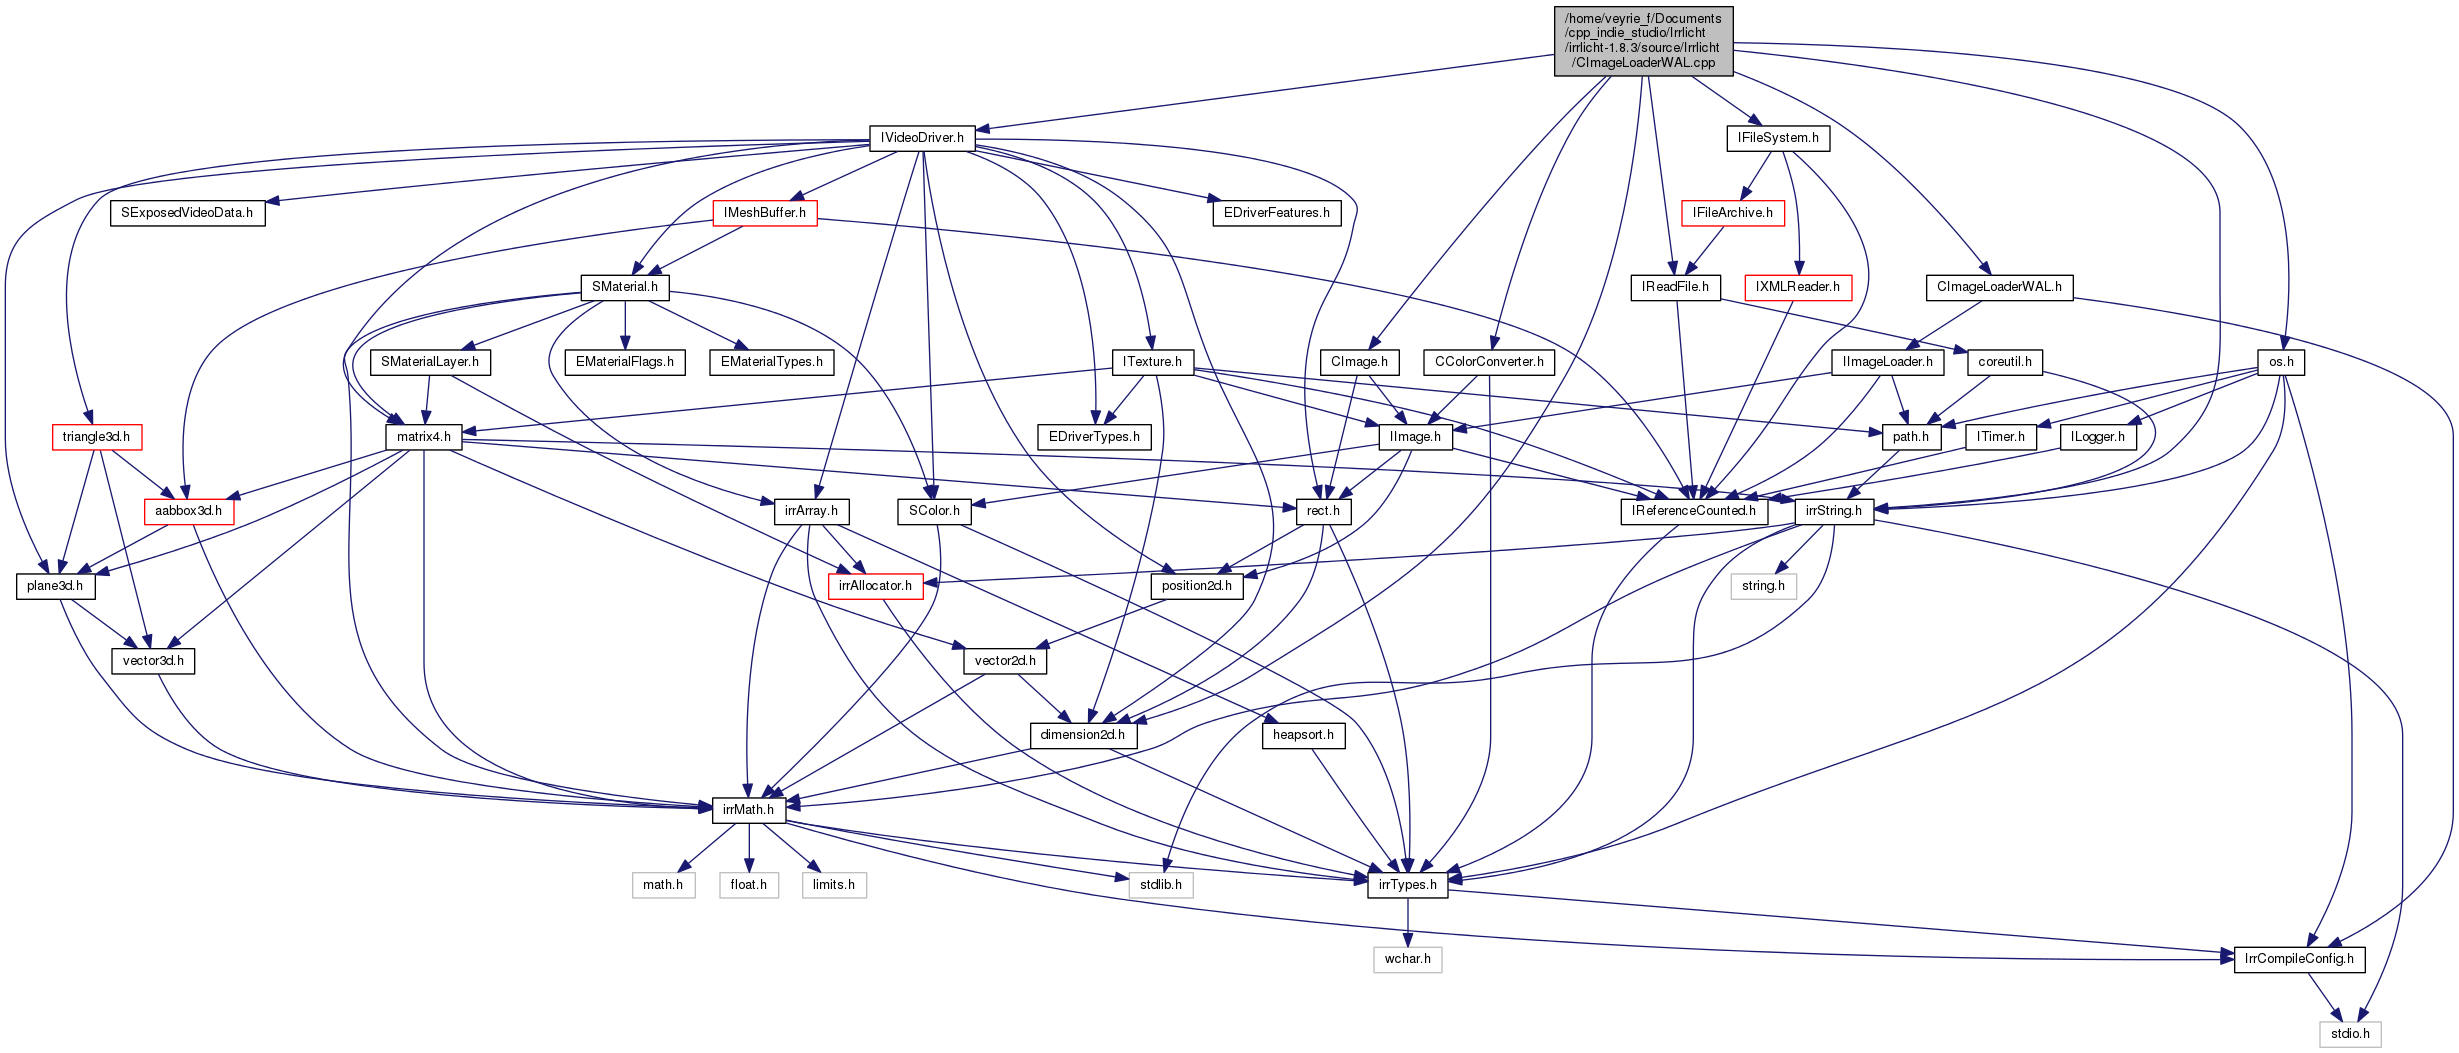 /home/veyrie_f/Documents
/cpp_indie_studio/Irrlicht
/irrlicht-1.8.3/source/Irrlicht
/CImageLoaderWAL.cpp
IVideoDriver.h
IFileSystem.h
SExposedVideoData.h
IMeshBuffer.h
EDriverFeatures.h
IFileArchive.h
SMaterial.h
IReadFile.h
IXMLReader.h
CImageLoaderWAL.h
SMaterialLayer.h
EMaterialFlags.h
EMaterialTypes.h
ITexture.h
CImage.h
CColorConverter.h
IImageLoader.h
coreutil.h
os.h
triangle3d.h
matrix4.h
EDriverTypes.h
IImage.h
path.h
ITimer.h
ILogger.h
aabbox3d.h
irrArray.h
SColor.h
rect.h
IReferenceCounted.h
irrString.h
plane3d.h
irrAllocator.h
position2d.h
string.h
vector3d.h
vector2d.h
dimension2d.h
heapsort.h
irrMath.h
math.h
float.h
limits.h
stdlib.h
irrTypes.h
wchar.h
IrrCompileConfig.h
stdio.h